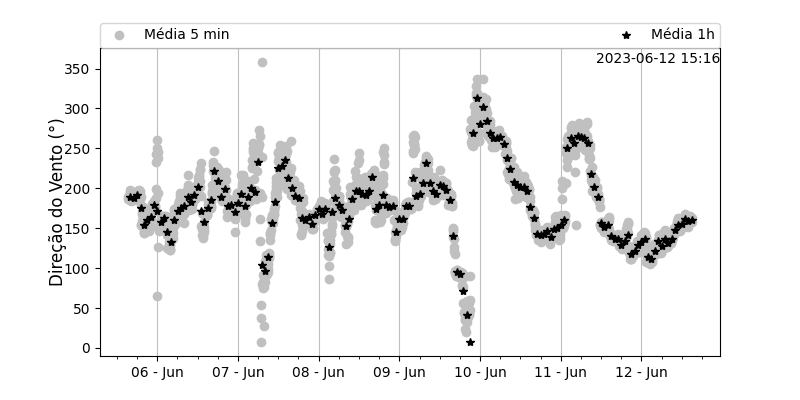 Média 5 min
Média 1h
2023-06-12 15:16
Direção do Vento (°)
350
300
250
200
150
100
50
0
06 - Jun
07 - Jun
08 - Jun
09 - Jun
10 - Jun
11 - Jun
12 - Jun